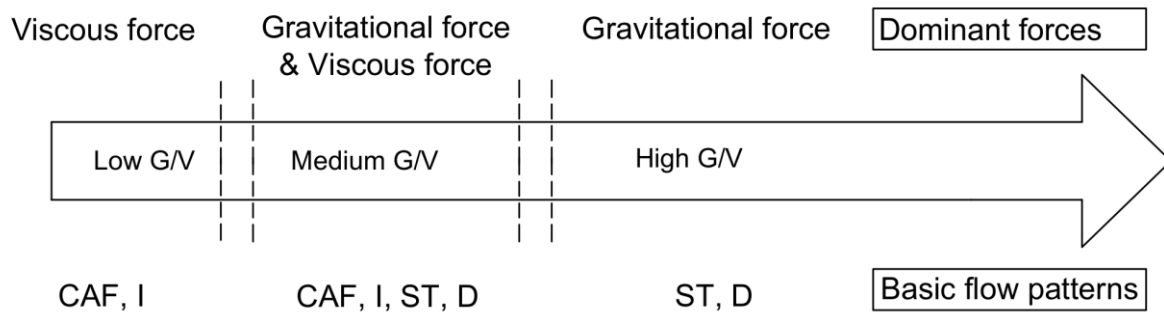 Viscous force
Gravitational force
& Viscous force
Gravitational force
Dominant forces
Low G/V
Medium G/V
High G/V
CAF, I
CAF, I, ST, D
ST, D
Basic flow patterns